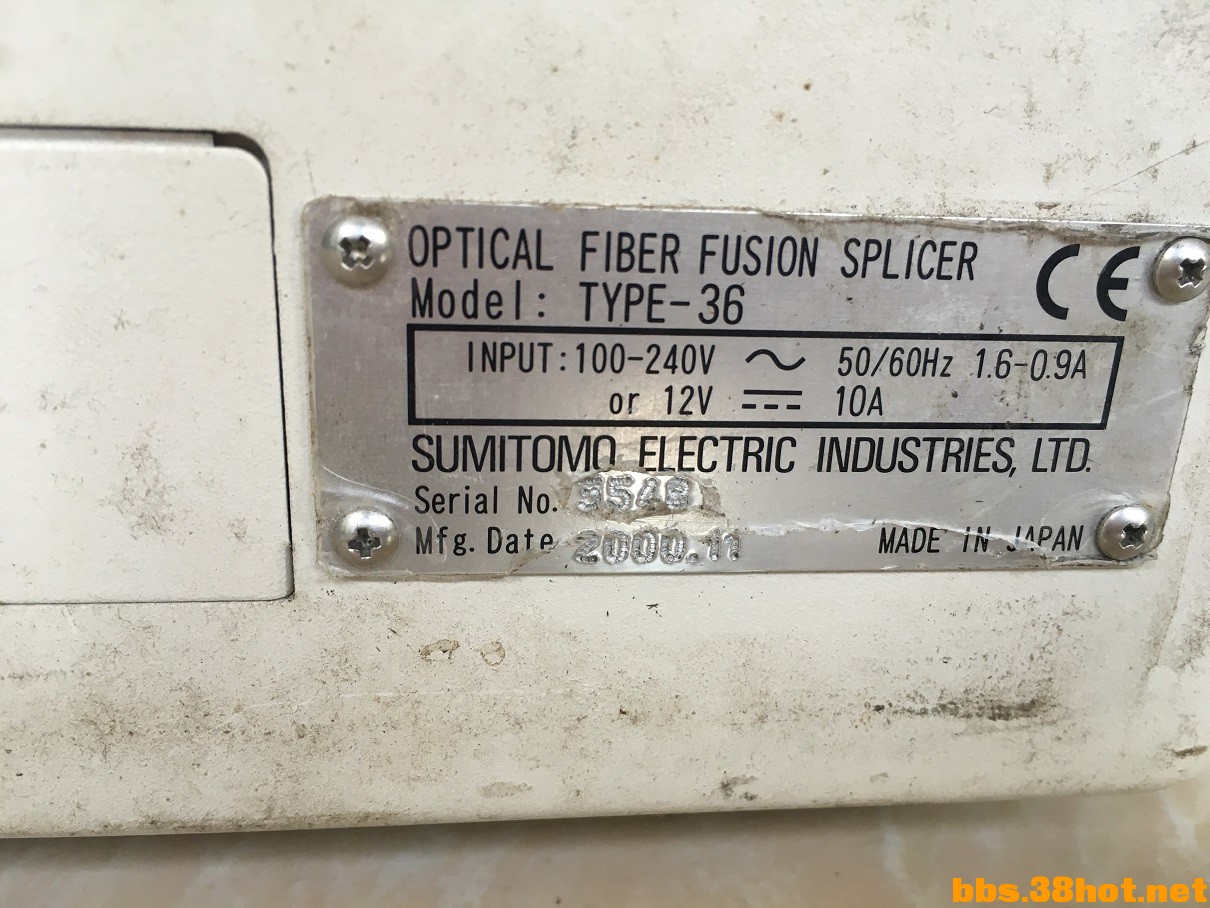 OPTICAL FIBER FUSION SPLICER CE
Model: TYPE-36
INPUT: 100-240V ～ 50/60Hz 1.6-0.9A
or 12V ⎓ 10A
SUMITOMO ELECTRIC INDUSTRIES, LTD.
Serial No.
Mfg. Date 2000.11 MADE IN JAPAN
bbs.38hot.net